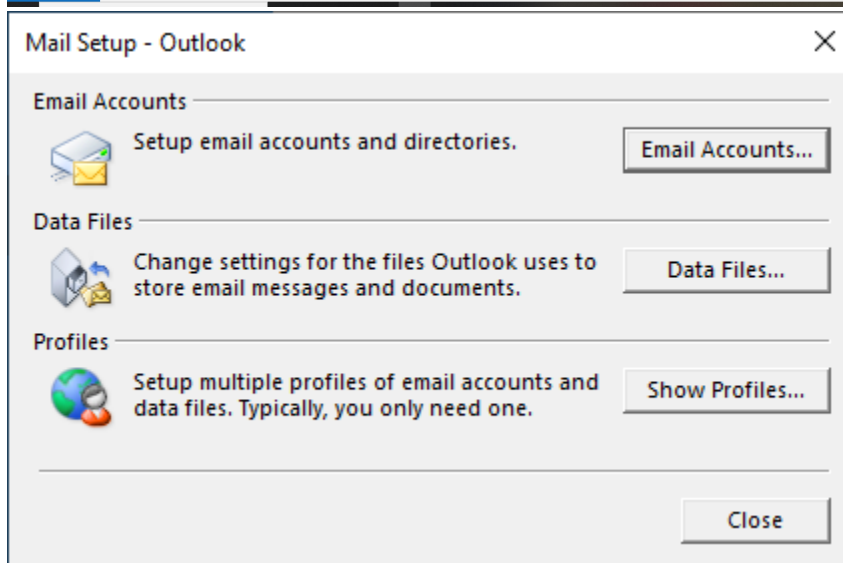 Mail Setup - Outlook
Email Accounts
Setup email accounts and directories.
Email Accounts...
Data Files
Change settings for the files Outlook uses to
store email messages and documents.
Data Files...
Profiles
Setup multiple profiles of email accounts and
data files. Typically, you only need one.
Show Profiles...
Close